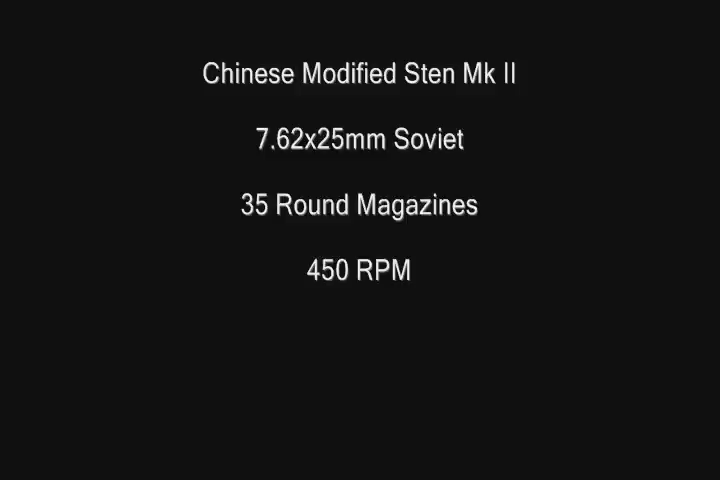 Chinese Modified Sten Mk II
7.62x25mm Soviet
35 Round Magazines
450 RPM